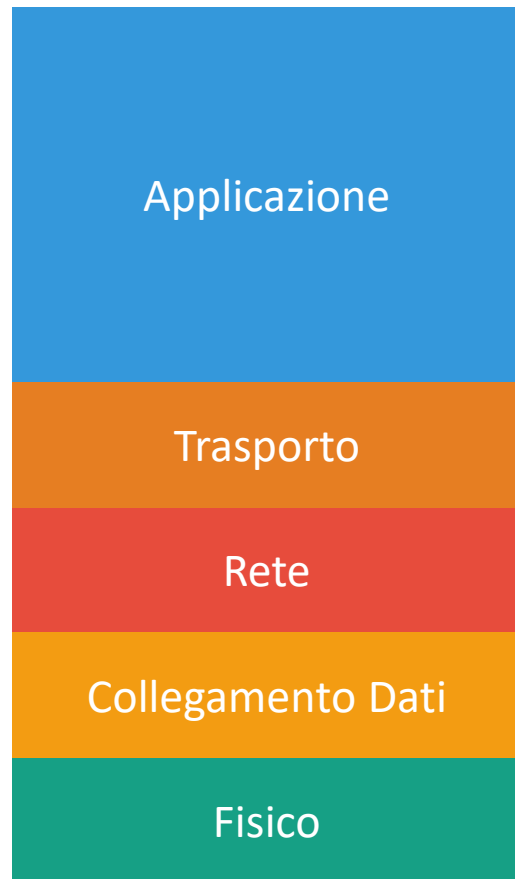 Applicazione
Trasporto
Rete
Collegamento Dati
Fisico